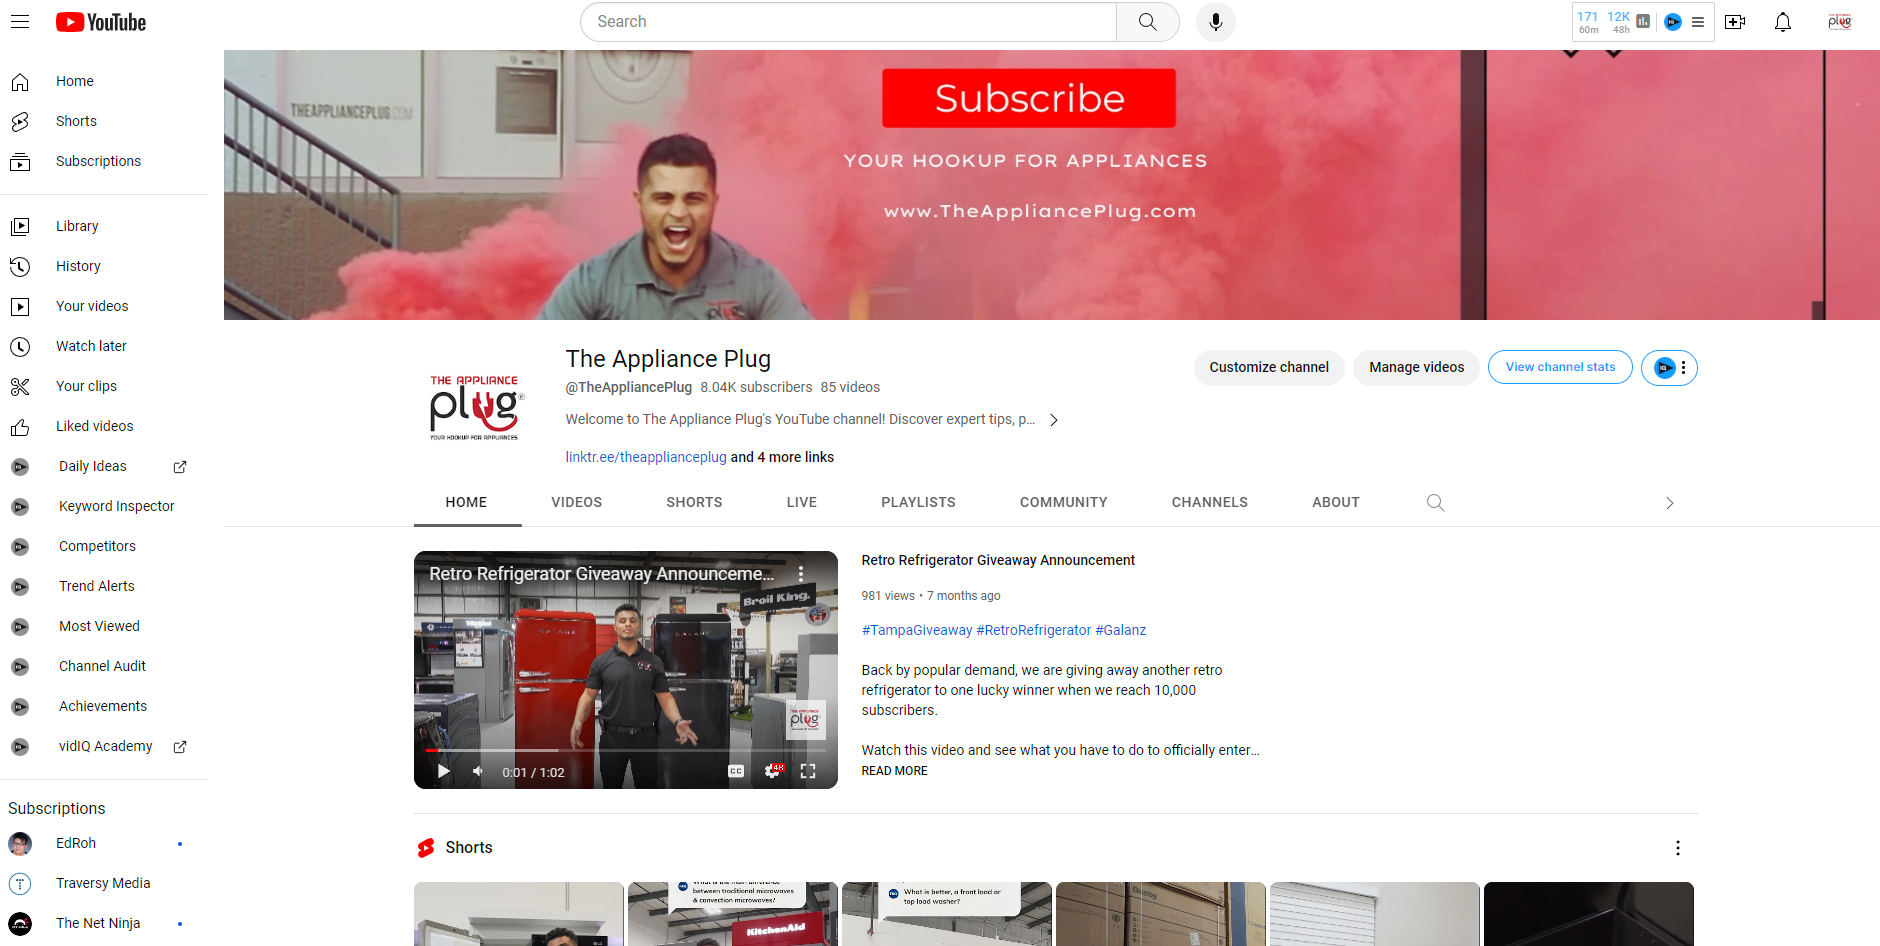 YouTube
Search
171 12K
60m 48h
Home
Shorts
Subscriptions
Library
History
Your videos
Watch later
Your clips
Liked videos
Daily Ideas
Keyword Inspector
Competitors
Trend Alerts
Most Viewed
Channel Audit
Achievements
vidIQ Academy
Subscriptions
EdRoh
Traversy Media
The Net Ninja
THEAPPLIANCEPLUG.COM
Subscribe
YOUR HOOKUP FOR APPLIANCES
www.TheAppliancePlug.com
THE APPLIANCE
plug®
YOUR HOOKUP FOR APPLIANCES
The Appliance Plug
@TheAppliancePlug 8.04K subscribers 85 videos
Welcome to The Appliance Plug's YouTube channel! Discover expert tips, p...
linktr.ee/theapplianceplug and 4 more links
Customize channel
Manage videos
View channel stats
HOME VIDEOS SHORTS LIVE PLAYLISTS COMMUNITY CHANNELS ABOUT
Retro Refrigerator Giveaway Announceme...
Broil King.
GALANZ
GALANZ
THE APPLIANCE
plug
0:01 / 1:02
CC
4K
Retro Refrigerator Giveaway Announcement
981 views • 7 months ago
#TampaGiveaway #RetroRefrigerator #Galanz
Back by popular demand, we are giving away another retro
refrigerator to one lucky winner when we reach 10,000
subscribers.
Watch this video and see what you have to do to officially enter...
READ MORE
Shorts
What is the main difference
between traditional microwaves
& convection microwaves?
KitchenAid
FAQ
What is better, a front load or
top load washer?
Danby